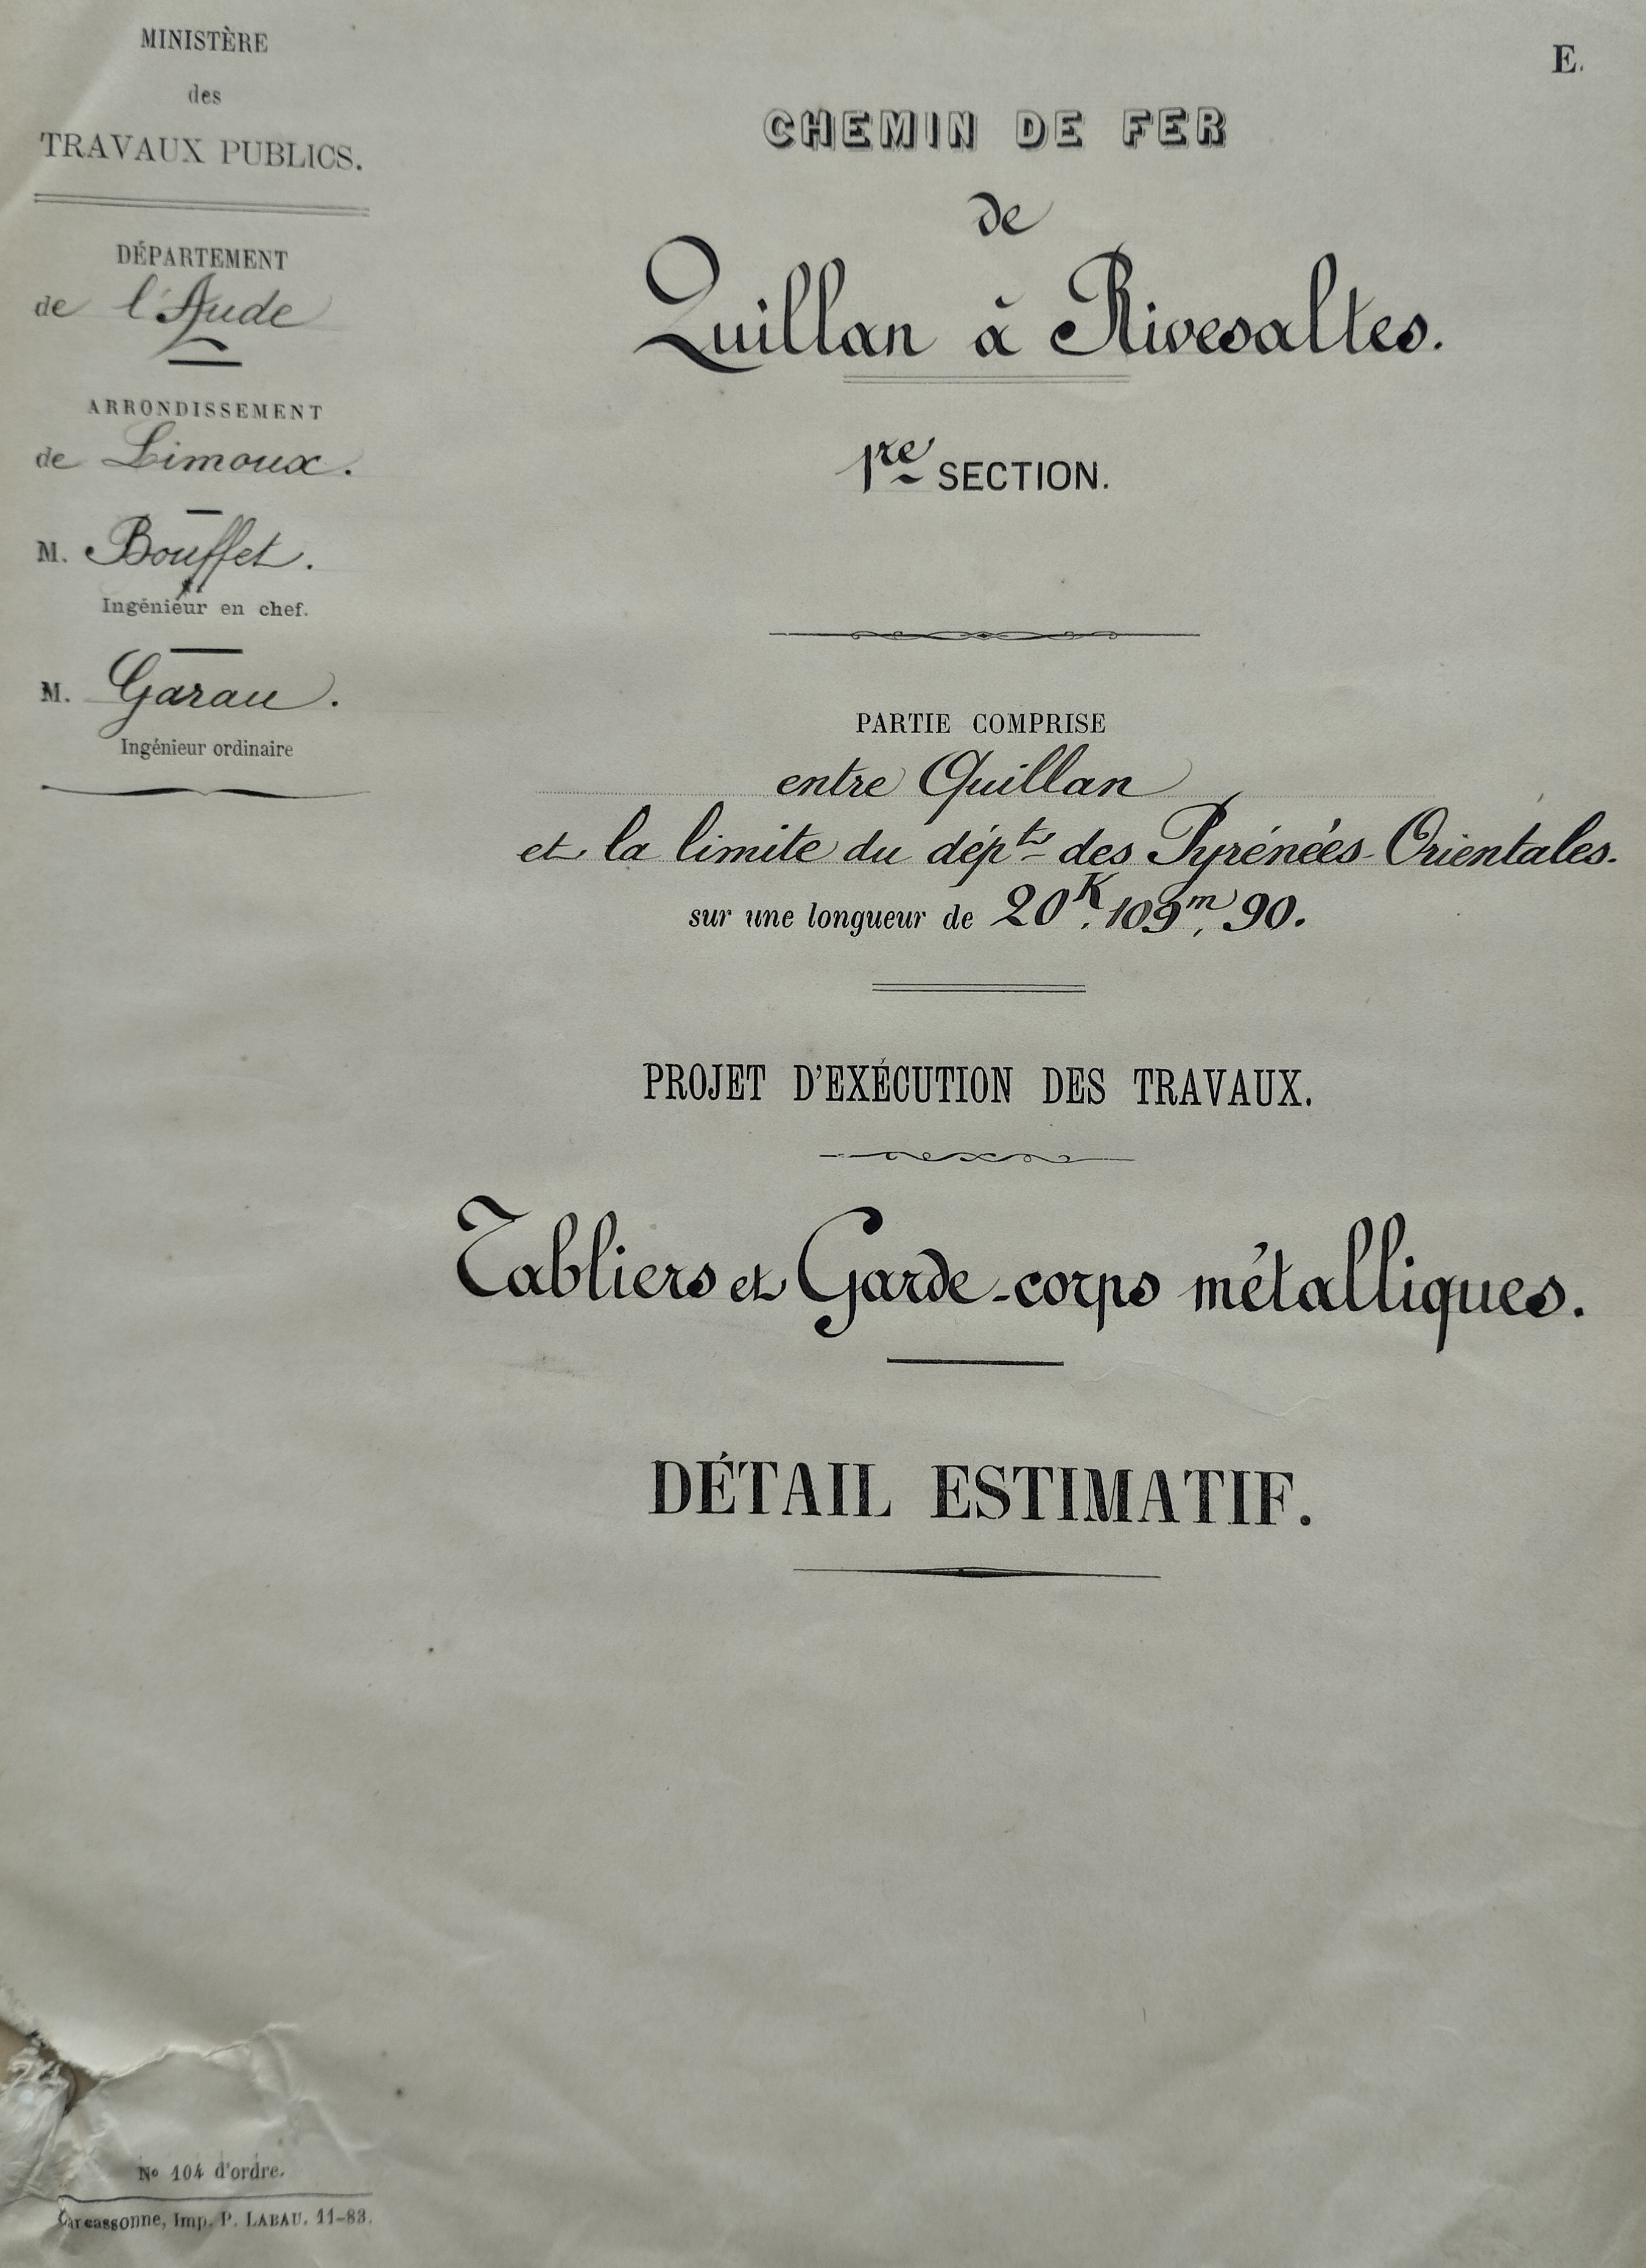 MINISTÈRE
des
TRAVAUX PUBLICS.
DÉPARTEMENT
de l'Aude
ARRONDISSEMENT
de Limoux.
M. Bouffet.
Ingénieur en chef.
M. Garau.
Ingénieur ordinaire
E.
CHEMIN DE FER
de
Quillan à Rivesaltes.
1re SECTION.
PARTIE COMPRISE
entre Quillan
et la limite du dépt des Pyrénées-Orientales.
sur une longueur de 20K,109m,90.
PROJET D'EXÉCUTION DES TRAVAUX.
Tabliers et Garde-corps métalliques.
DÉTAIL ESTIMATIF.
No 104 d'ordre.
Carcassonne, Imp. P. LABAU. 11-83.